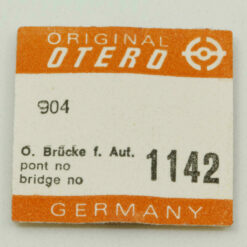 ORIGINAL
OTERO
904
O. Brücke f. Aut.
pont no
bridge no
1142
GERMANY